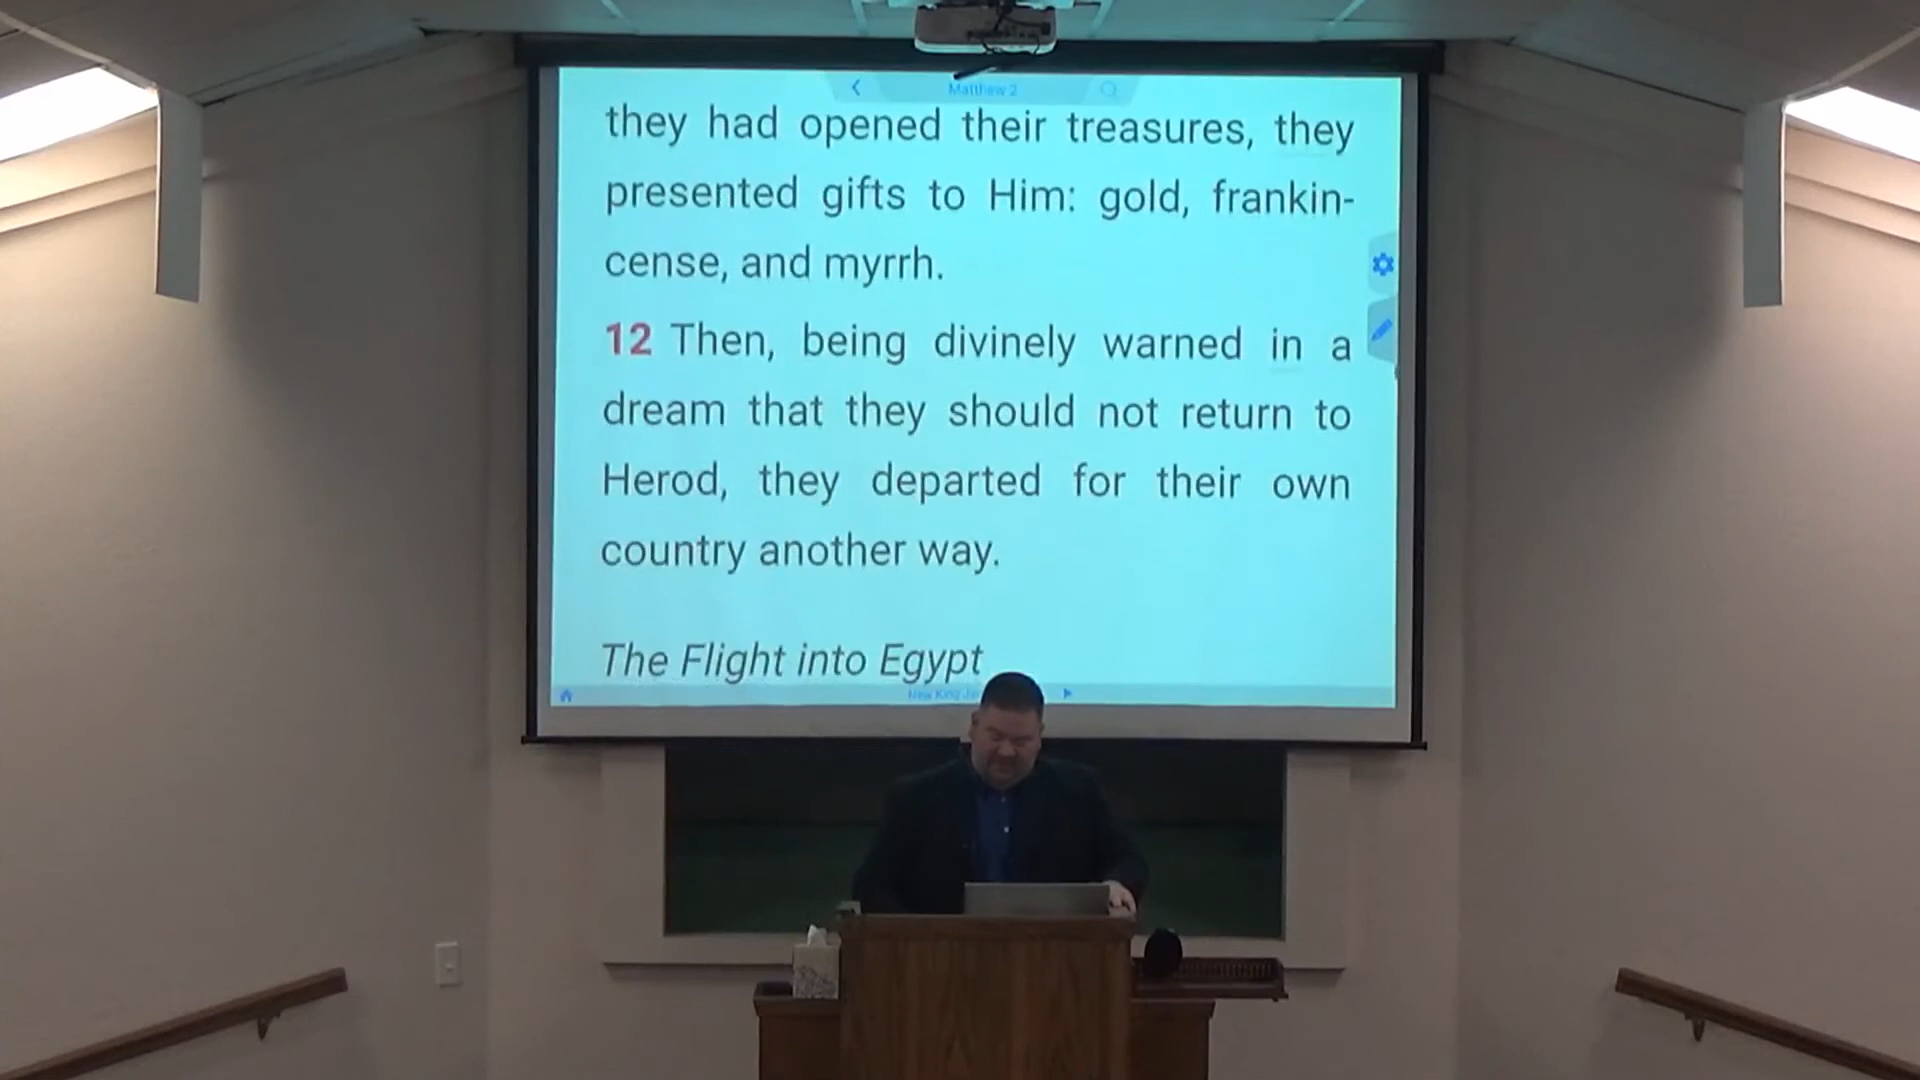 Matthew 2
they had opened their treasures, they
presented gifts to Him: gold, frankin-
cense, and myrrh.
12 Then, being divinely warned in a
dream that they should not return to
Herod, they departed for their own
country another way.
The Flight into Egypt
New King